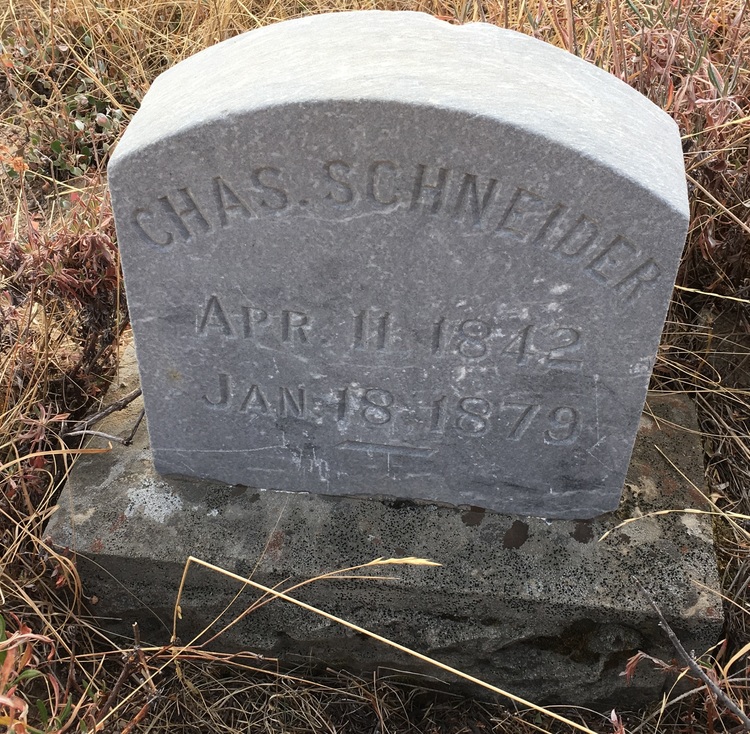 CHAS. SCHNEIDER
APR. 11. 1842
JAN. 18. 1879